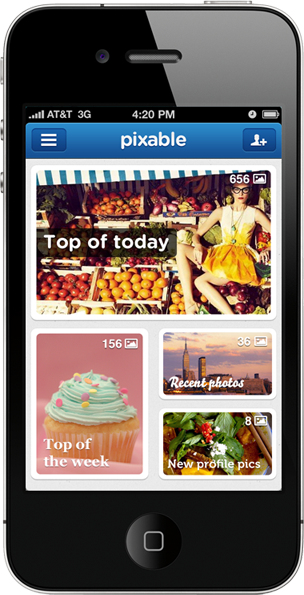 AT&T 3G 4:20 PM
pixable
656
Top of today
156
Top of
the week
36
Recent photos
8
New profile pics